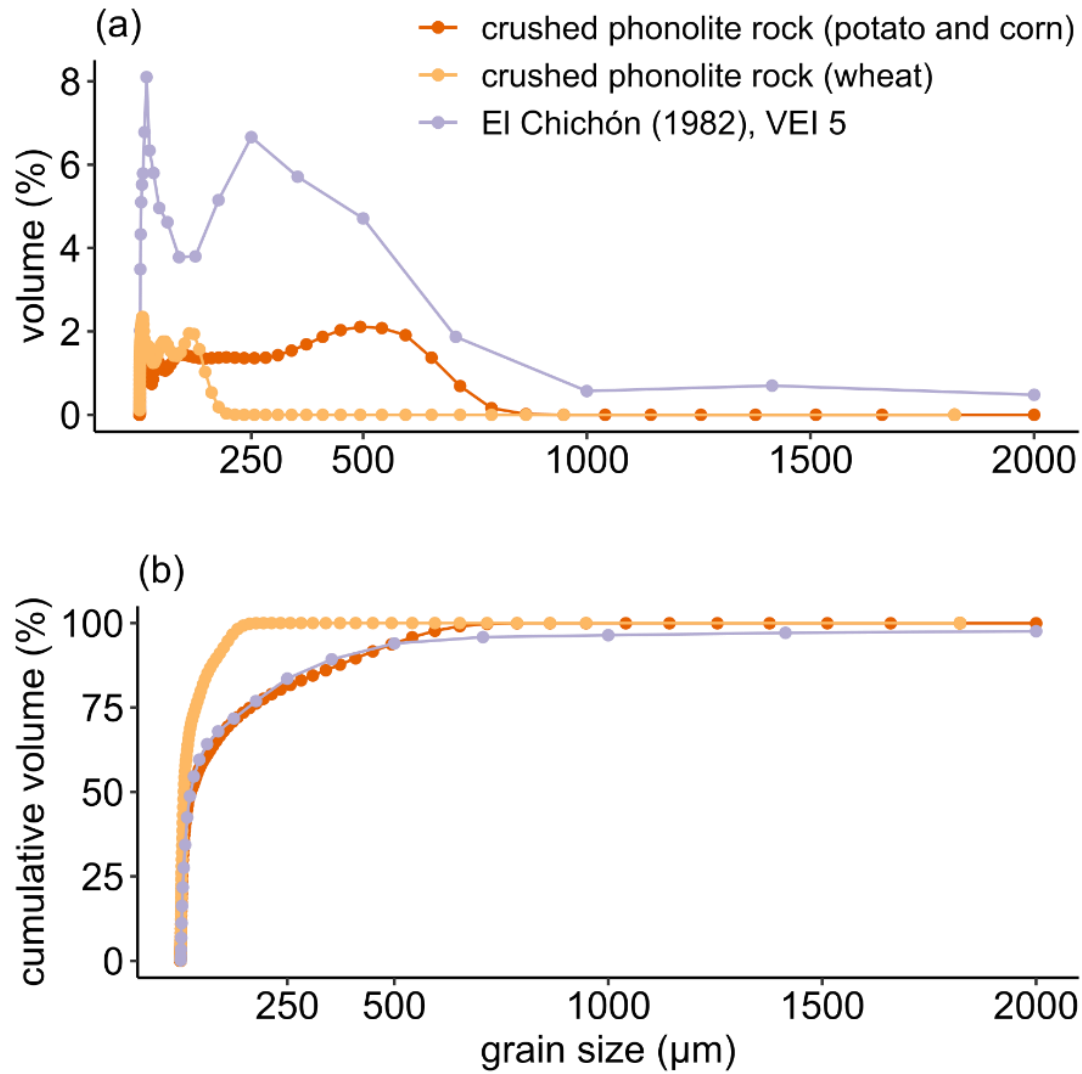 (a)
crushed phonolite rock (potato and corn)
crushed phonolite rock (wheat)
El Chichón (1982), VEI 5
volume (%)
8
6
4
2
0
250
500
1000
1500
2000
(b)
cumulative volume (%)
100
75
50
25
0
250
500
1000
1500
2000
grain size (µm)